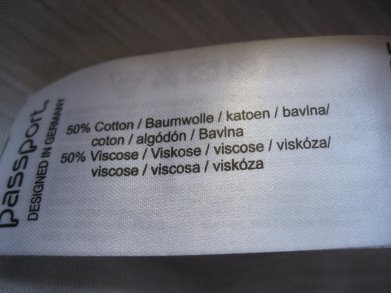 passport
DESIGNED IN GERMANY
50% Cotton / Baumwolle / katoen / bavlna/
coton / algódón / Bavlna
50% Viscose / Viskose / viscose / viskóza/
viscose / viscosa / viskóza